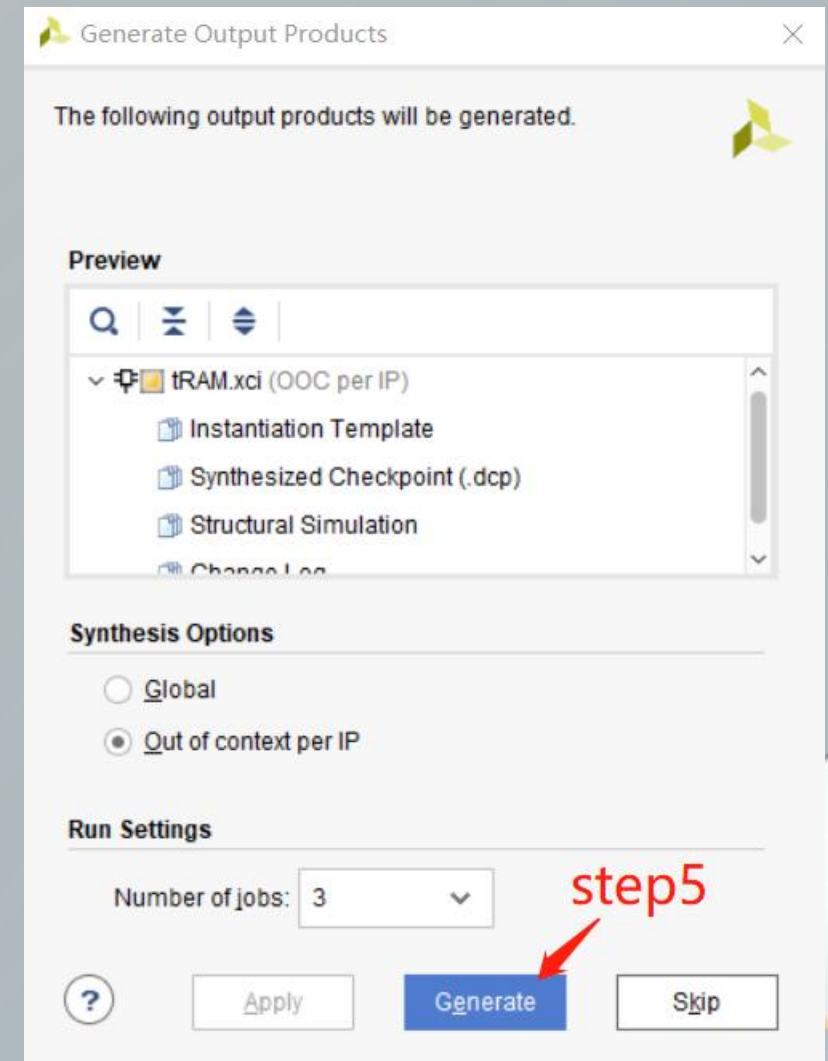 Generate Output Products
The following output products will be generated.
Preview
tRAM.xci (OOC per IP)
Instantiation Template
Synthesized Checkpoint (.dcp)
Structural Simulation
Change Log
Synthesis Options
Global
Out of context per IP
Run Settings
Number of jobs: 3
step5
? Apply Generate Skip